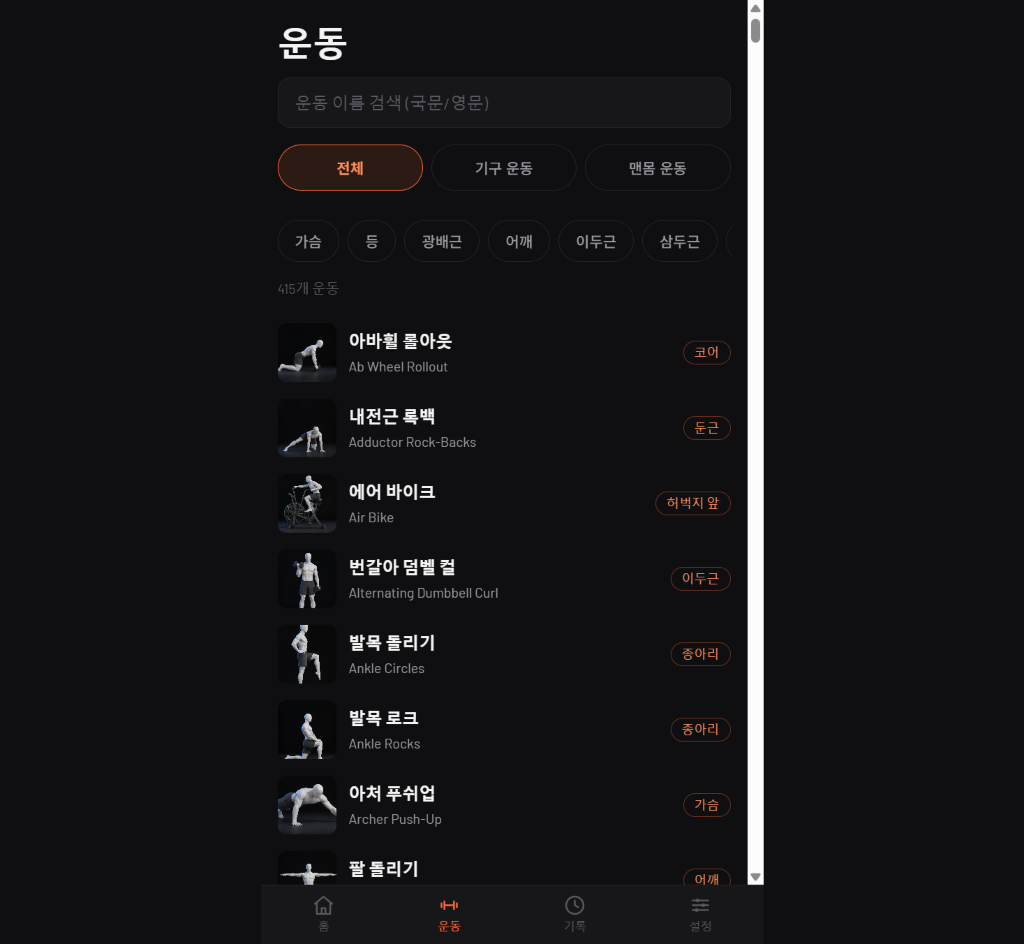 운동
운동 이름 검색 (국문/영문)
전체
기구 운동
맨몸 운동
가슴
등
광배근
어깨
이두근
삼두근
415개 운동
아바휠 롤아웃
Ab Wheel Rollout
코어
내전근 록백
Adductor Rock-Backs
둔근
에어 바이크
Air Bike
허벅지 앞
번갈아 덤벨 컬
Alternating Dumbbell Curl
이두근
발목 돌리기
Ankle Circles
종아리
발목 로크
Ankle Rocks
종아리
아처 푸쉬업
Archer Push-Up
가슴
팔 돌리기
어깨
홈
운동
기록
설정